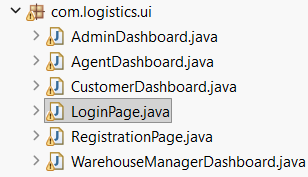 com.logistics.ui
AdminDashboard.java
AgentDashboard.java
CustomerDashboard.java
LoginPage.java
RegistrationPage.java
WarehouseManagerDashboard.java